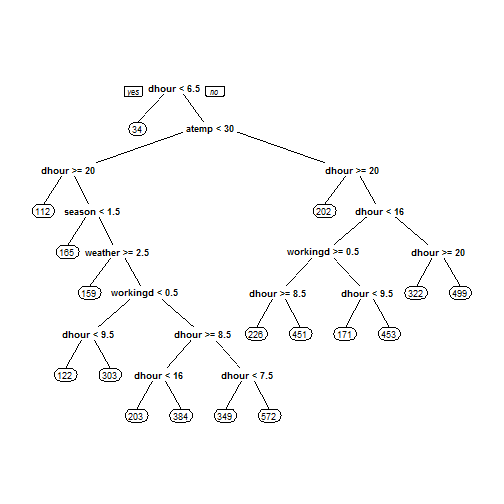 yes dhour < 6.5 no
34 atemp < 30
dhour >= 20 dhour >= 20
112 season < 1.5 202 dhour < 16
165 weather >= 2.5 workingd >= 0.5 dhour >= 20
159 workingd < 0.5 dhour >= 8.5 dhour < 9.5 322 499
dhour < 9.5 dhour >= 8.5 226 451 171 453
122 303 dhour < 16 dhour < 7.5
203 384 349 572